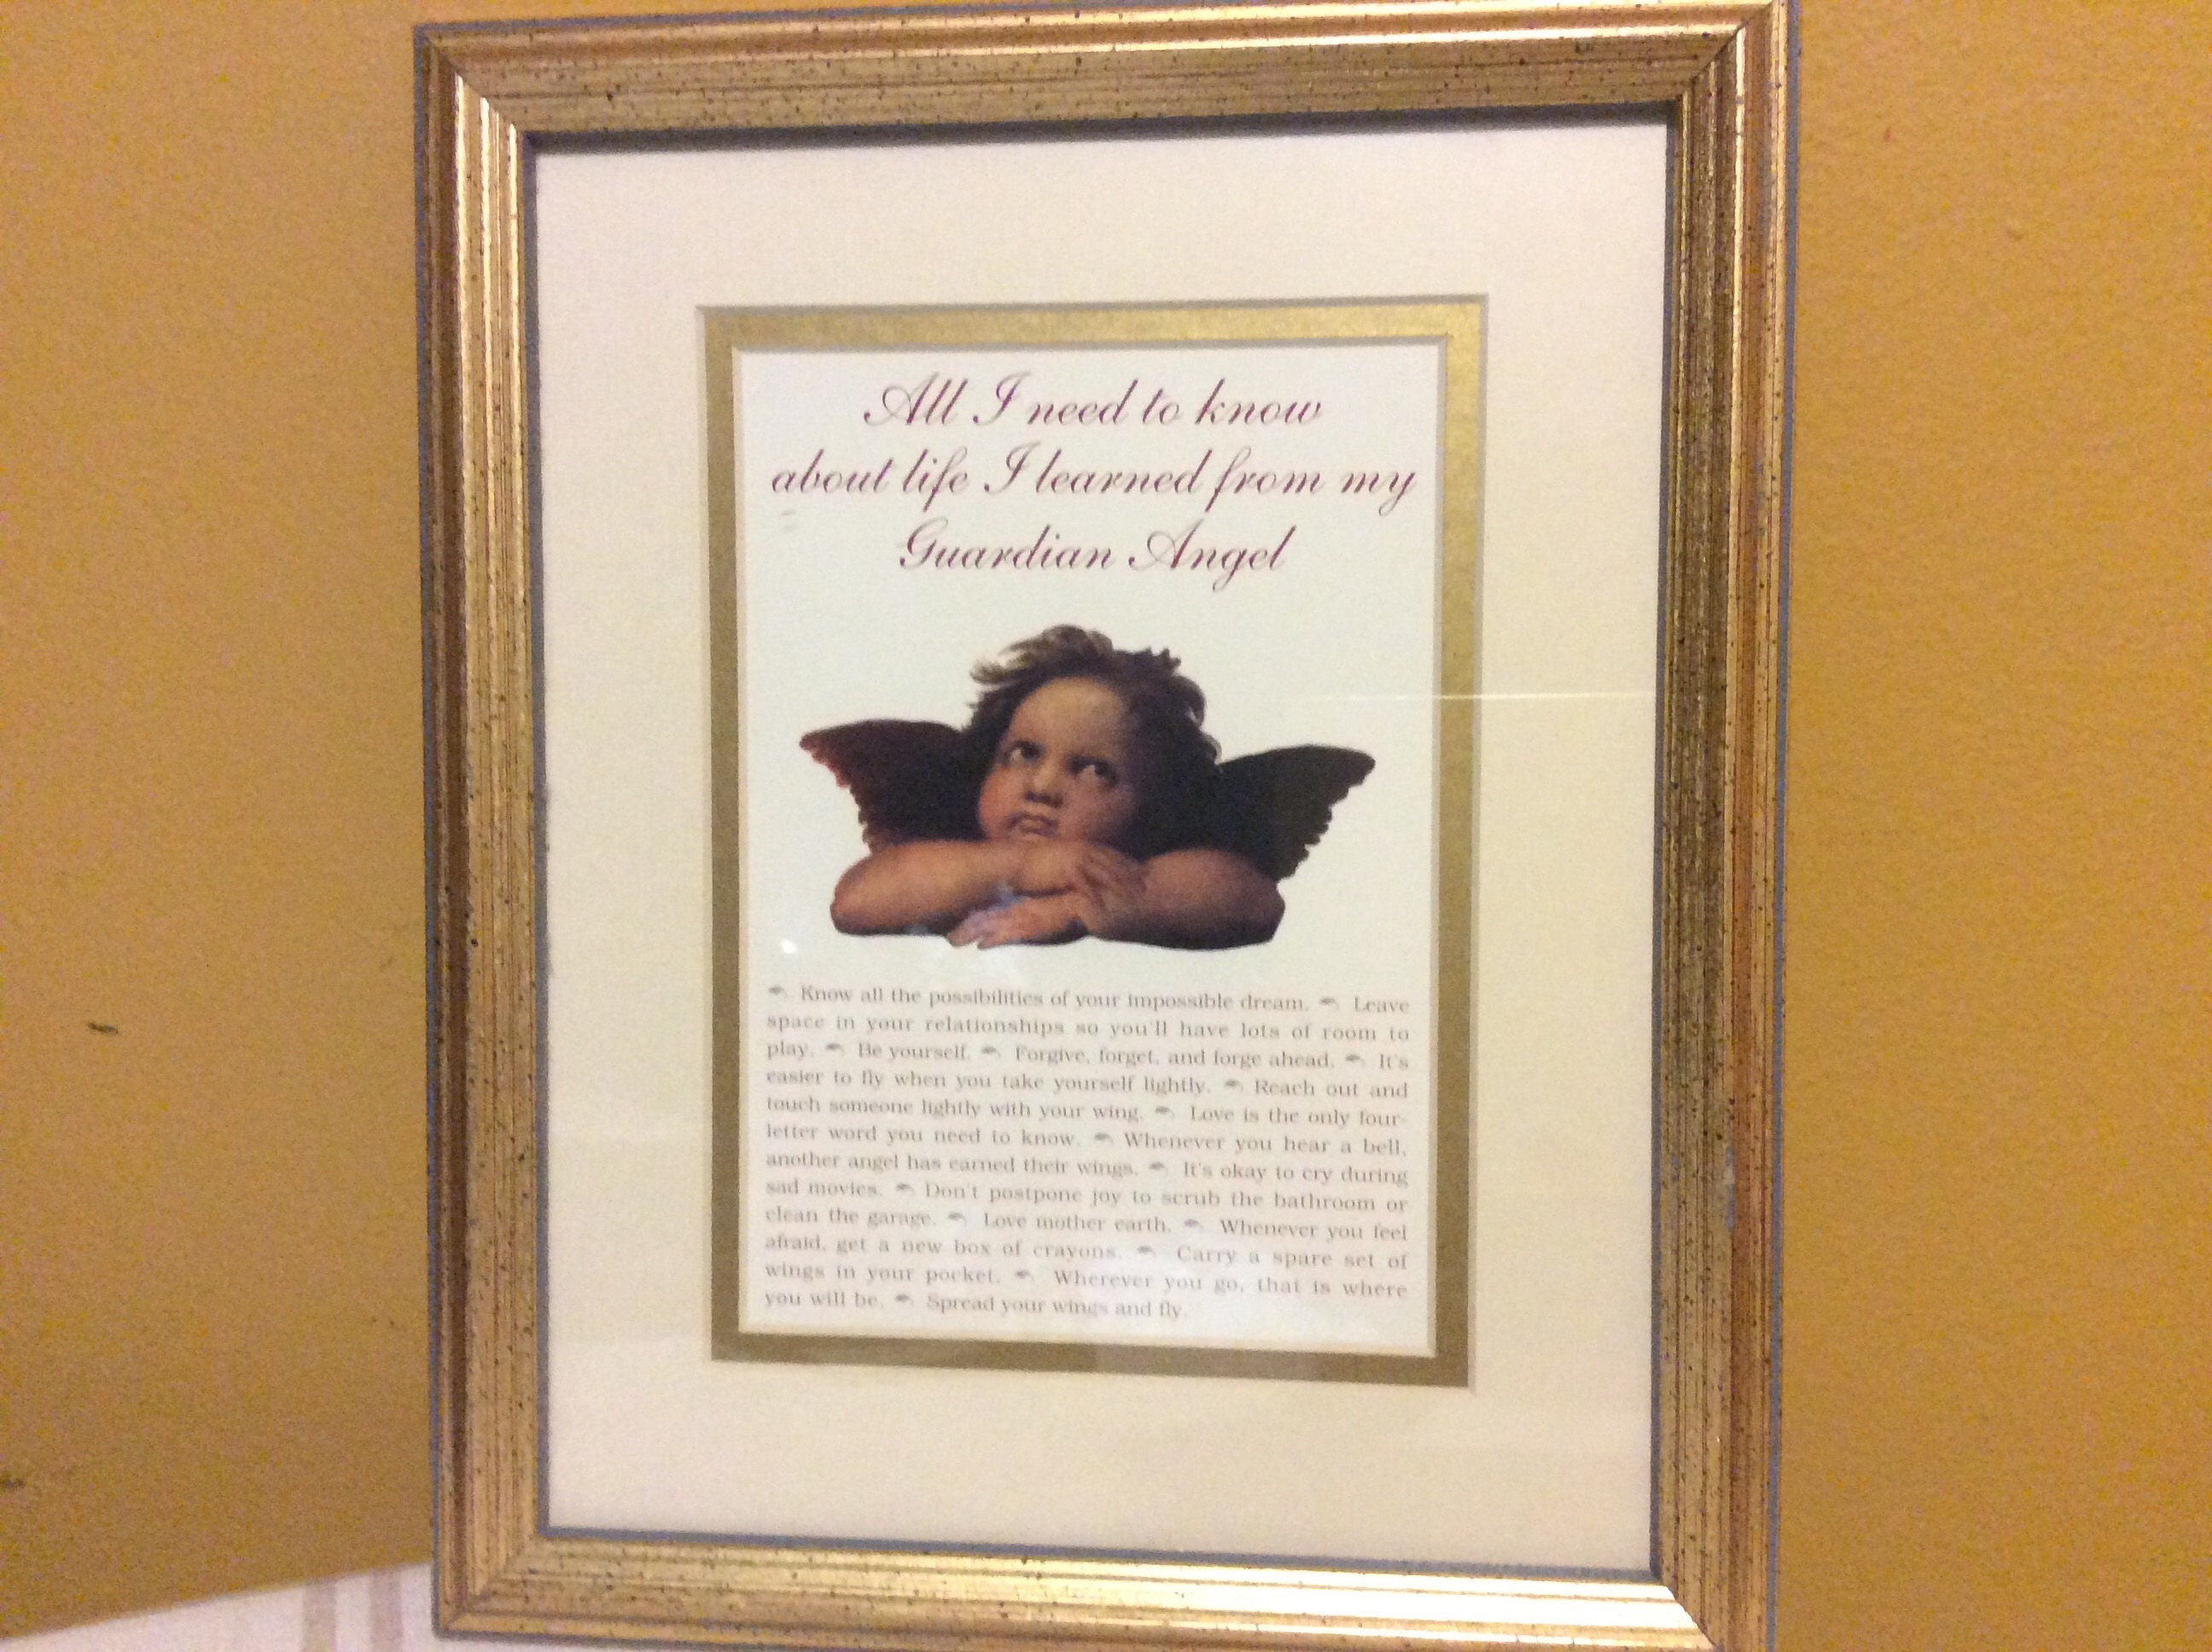 All I need to know
about life I learned from my
Guardian Angel
Know all the possibilities of your impossible dream. Leave
space in your relationships so you'll have lots of room to
play. Be yourself. Forgive, forget, and forge ahead. It's
easier to fly when you take yourself lightly. Reach out and
touch someone lightly with your wing. Love is the only four-
letter word you need to know. Whenever you hear a bell,
another angel has earned their wings. It's okay to cry during
sad movies. Don't postpone joy to scrub the bathroom or
clean the garage. Love mother earth. Whenever you feel
afraid, get a new box of crayons. Carry a spare set of
wings in your pocket. Wherever you go, that is where
you will be. Spread your wings and fly.